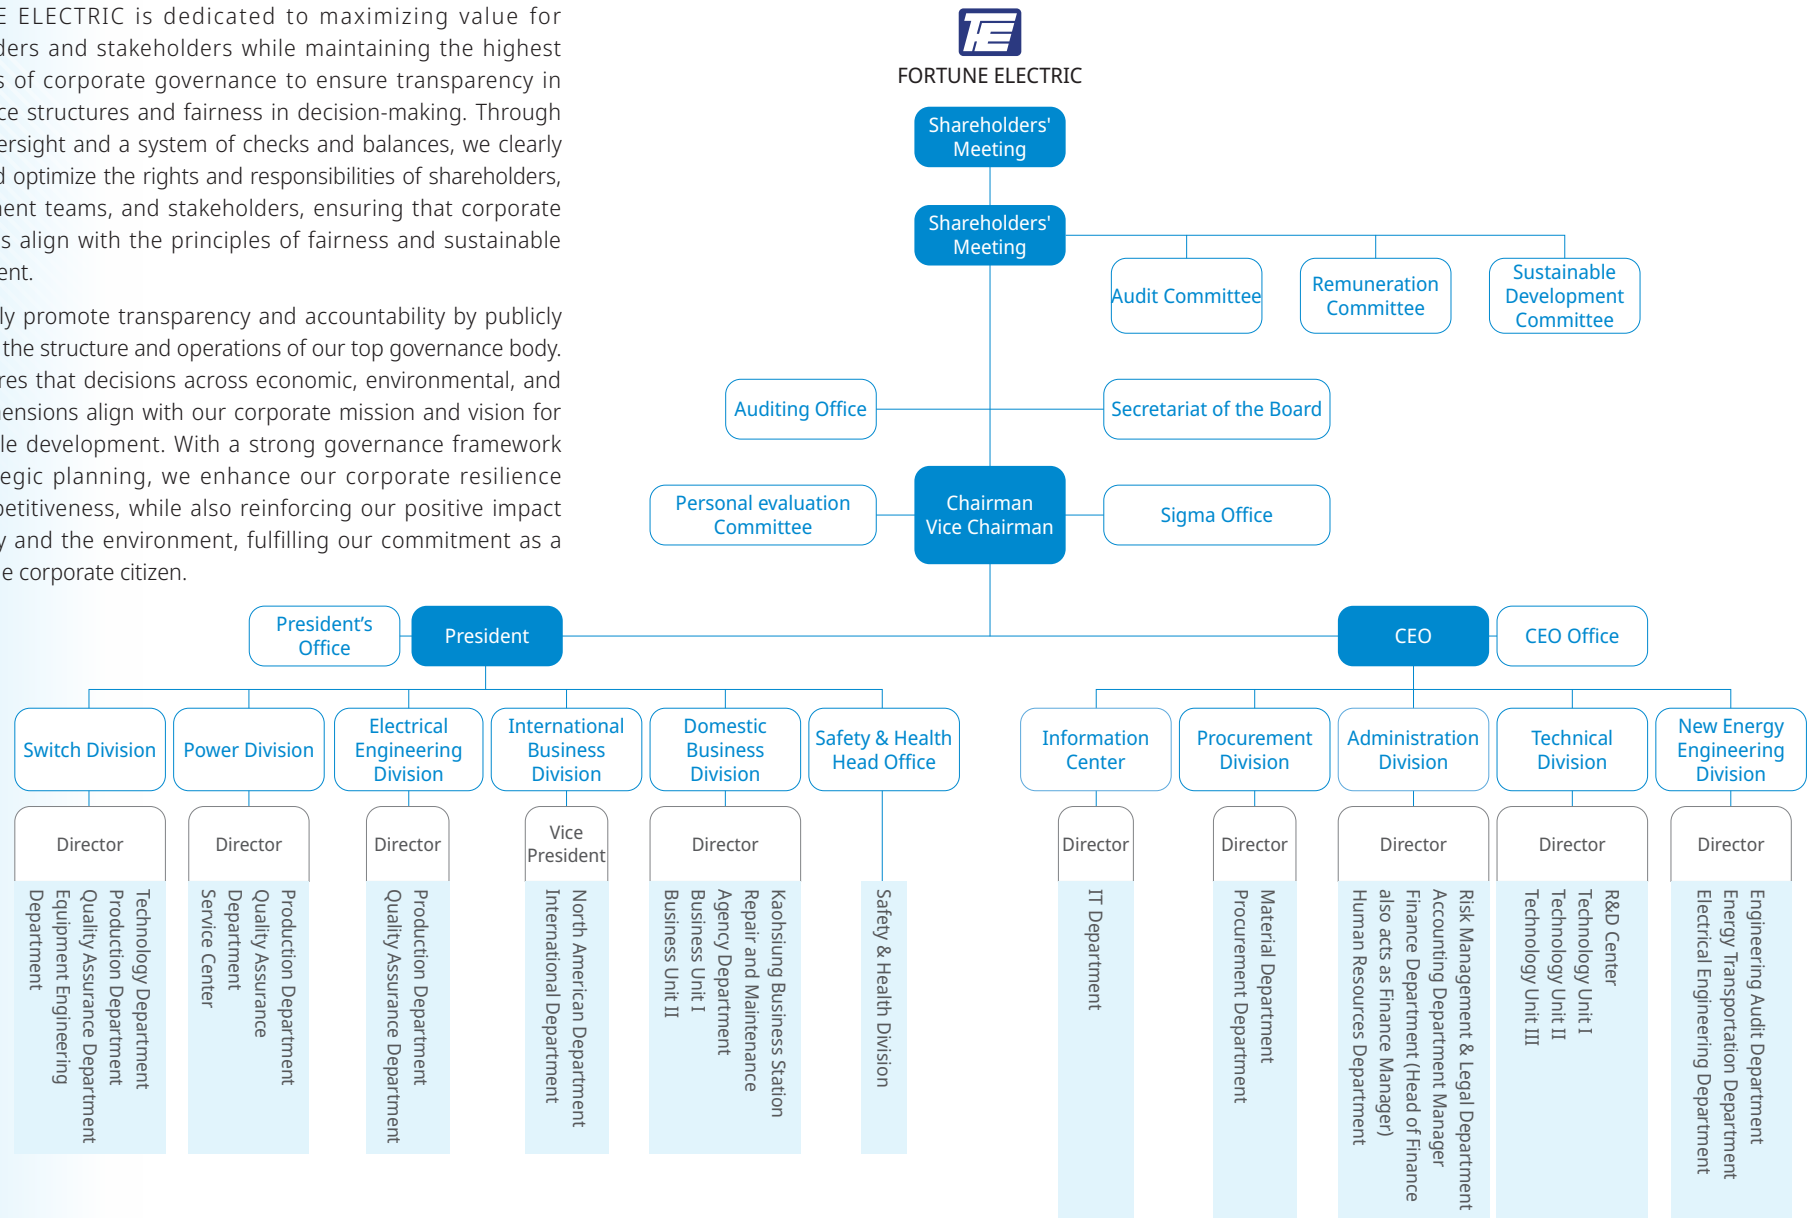 E ELECTRIC is dedicated to maximizing value for
ders and stakeholders while maintaining the highest
s of corporate governance to ensure transparency in
ce structures and fairness in decision-making. Through
ersight and a system of checks and balances, we clearly
d optimize the rights and responsibilities of shareholders,
nent teams, and stakeholders, ensuring that corporate
s align with the principles of fairness and sustainable
ent.
ly promote transparency and accountability by publicly
the structure and operations of our top governance body.
res that decisions across economic, environmental, and
nensions align with our corporate mission and vision for
le development. With a strong governance framework
tegic planning, we enhance our corporate resilience
petitiveness, while also reinforcing our positive impact
y and the environment, fulfilling our commitment as a
e corporate citizen.
FORTUNE ELECTRIC
Shareholders'
Meeting
Shareholders'
Meeting
Audit Committee
Remuneration
Committee
Sustainable
Development
Committee
Auditing Office
Secretariat of the Board
Personal evaluation
Committee
Chairman
Vice Chairman
Sigma Office
President's
Office
President
CEO
CEO Office
Switch Division
Power Division
Electrical
Engineering
Division
International
Business
Division
Domestic
Business
Division
Safety & Health
Head Office
Information
Center
Procurement
Division
Administration
Division
Technical
Division
New Energy
Engineering
Division
Director
Director
Director
Vice
President
Director
Director
Director
Director
Director
Director
Technology Department
Production Department
Quality Assurance Department
Equipment Engineering
Department
Production Department
Quality Assurance
Department
Service Center
Production Department
Quality Assurance Department
North American Department
International Department
Kaohsiung Business Station
Repair and Maintenance
Agency Department
Business Unit I
Business Unit II
Safety & Health Division
IT Department
Material Department
Procurement Department
Risk Management & Legal Department
Accounting Department Manager
Finance Department (Head of Finance
also acts as Finance Manager)
Human Resources Department
R&D Center
Technology Unit I
Technology Unit II
Technology Unit III
Engineering Audit Department
Energy Transportation Department
Electrical Engineering Department